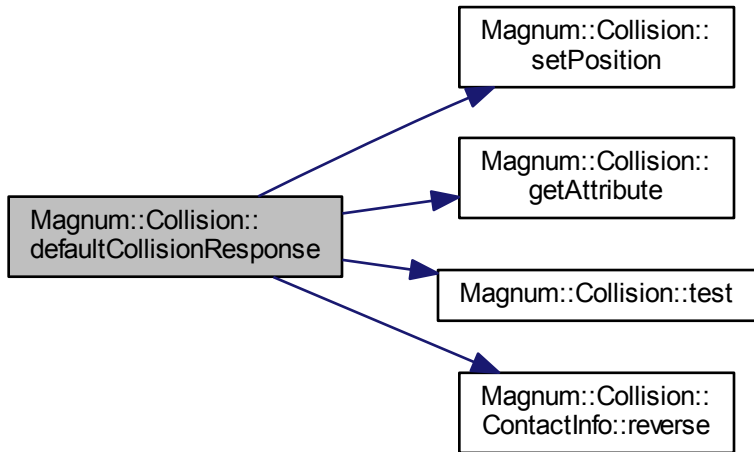 Magnum::Collision::
setPosition
Magnum::Collision::
getAttribute
Magnum::Collision::
defaultCollisionResponse
Magnum::Collision::test
Magnum::Collision::
ContactInfo::reverse